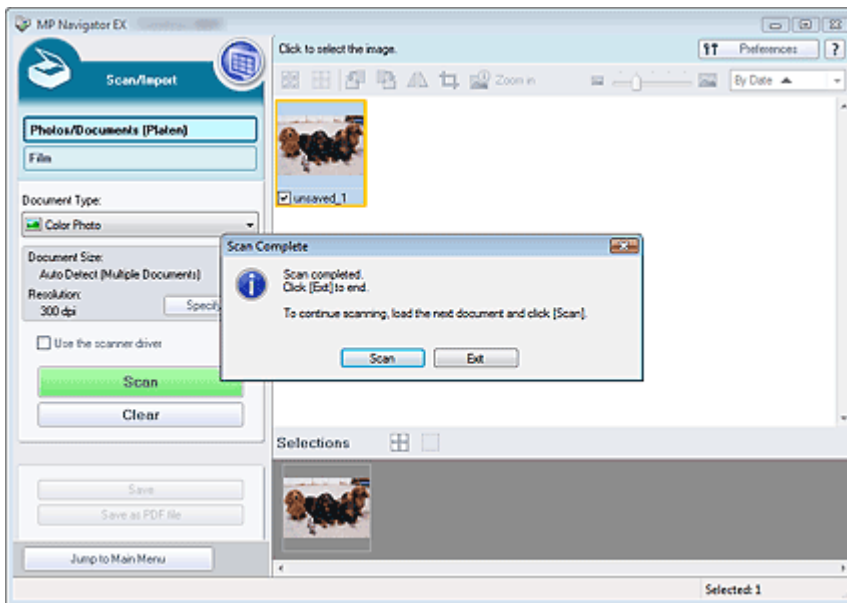 MP Navigator EX
Click to select the image.
Preferences
?
Scan/Import
Zoom in
By Date
Photos/Documents (Platen)
Film
unsaved_1
Document Type:
Color Photo
Document Size:
Auto Detect (Multiple Documents)
Resolution:
300 dpi
Specify
Use the scanner driver
Scan
Clear
Scan Complete
Scan completed.
Click [Exit] to end.
To continue scanning, load the next document and click [Scan].
Scan
Exit
Selections
Save
Save as PDF file
Jump to Main Menu
Selected: 1